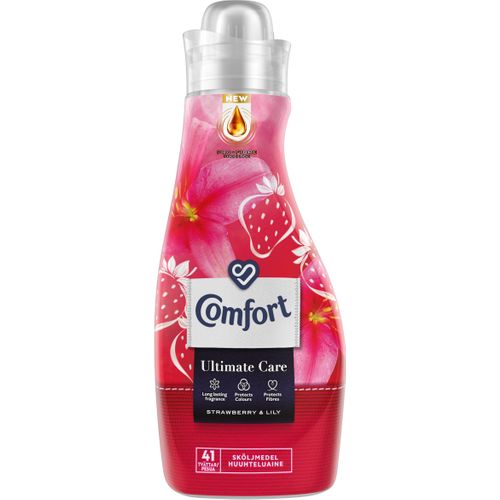 NEW
Comfort
Ultimate Care
Long lasting fragrance
Protects Colours
Protects Fibres
STRAWBERRY & LILY
41
TVÄTTAR/
PESUA
SKÖLJMEDEL
HUUHTELUAINE